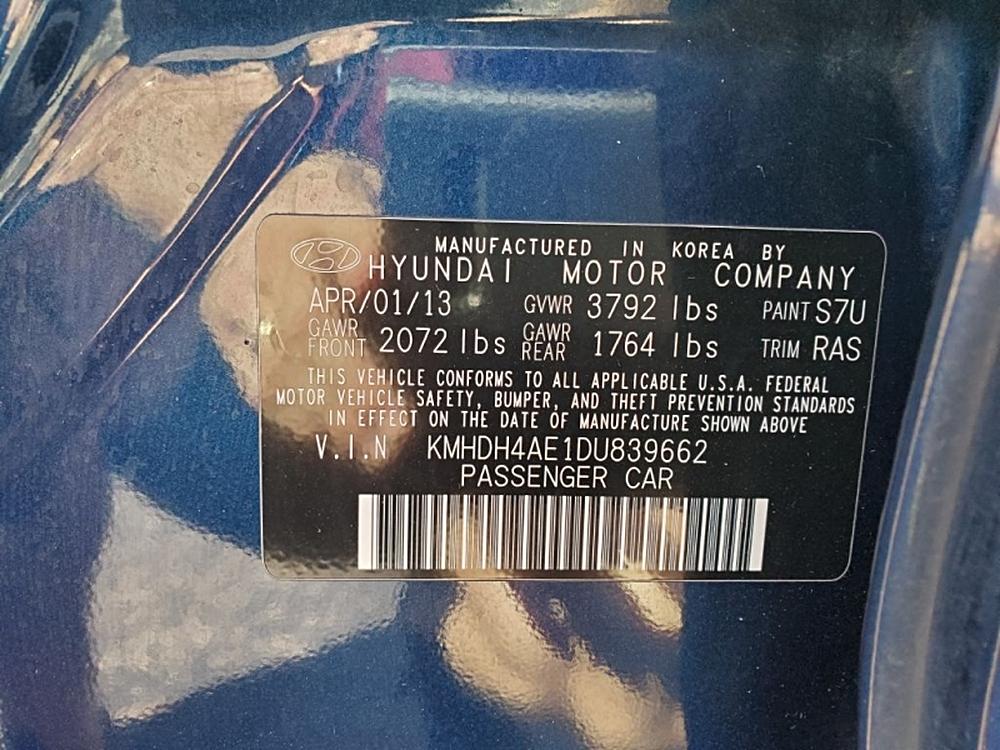 MANUFACTURED IN KOREA BY
HYUNDAI MOTOR COMPANY
APR/01/13 GVWR 3792 lbs PAINT S7U
GAWR FRONT 2072 lbs GAWR REAR 1764 lbs TRIM RAS
THIS VEHICLE CONFORMS TO ALL APPLICABLE U.S.A. FEDERAL
MOTOR VEHICLE SAFETY, BUMPER, AND THEFT PREVENTION STANDARDS
IN EFFECT ON THE DATE OF MANUFACTURE SHOWN ABOVE
V.I.N KMHDH4AE1DU839662
PASSENGER CAR